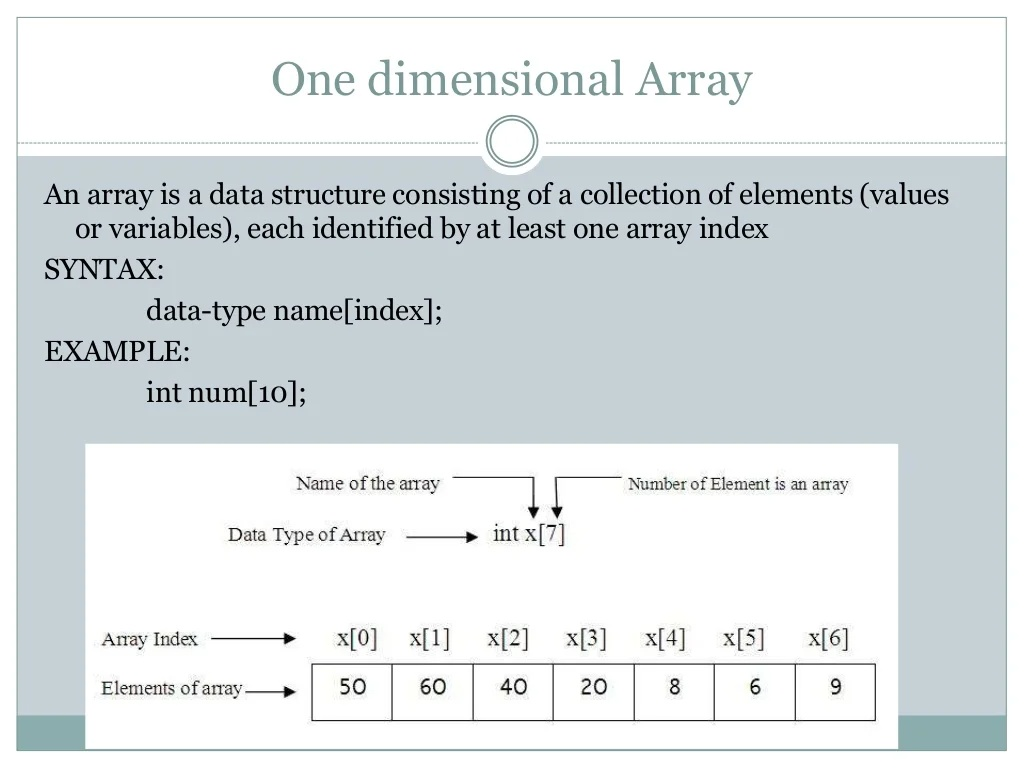 One dimensional Array
An array is a data structure consisting of a collection of elements (values
or variables), each identified by at least one array index
SYNTAX:
data-type name[index];
EXAMPLE:
int num[10];
Name of the array
Number of Element is an array
Data Type of Array
int x[7]
Array Index
x[0] x[1] x[2] x[3] x[4] x[5] x[6]
Elements of array
50 60 40 20 8 6 9